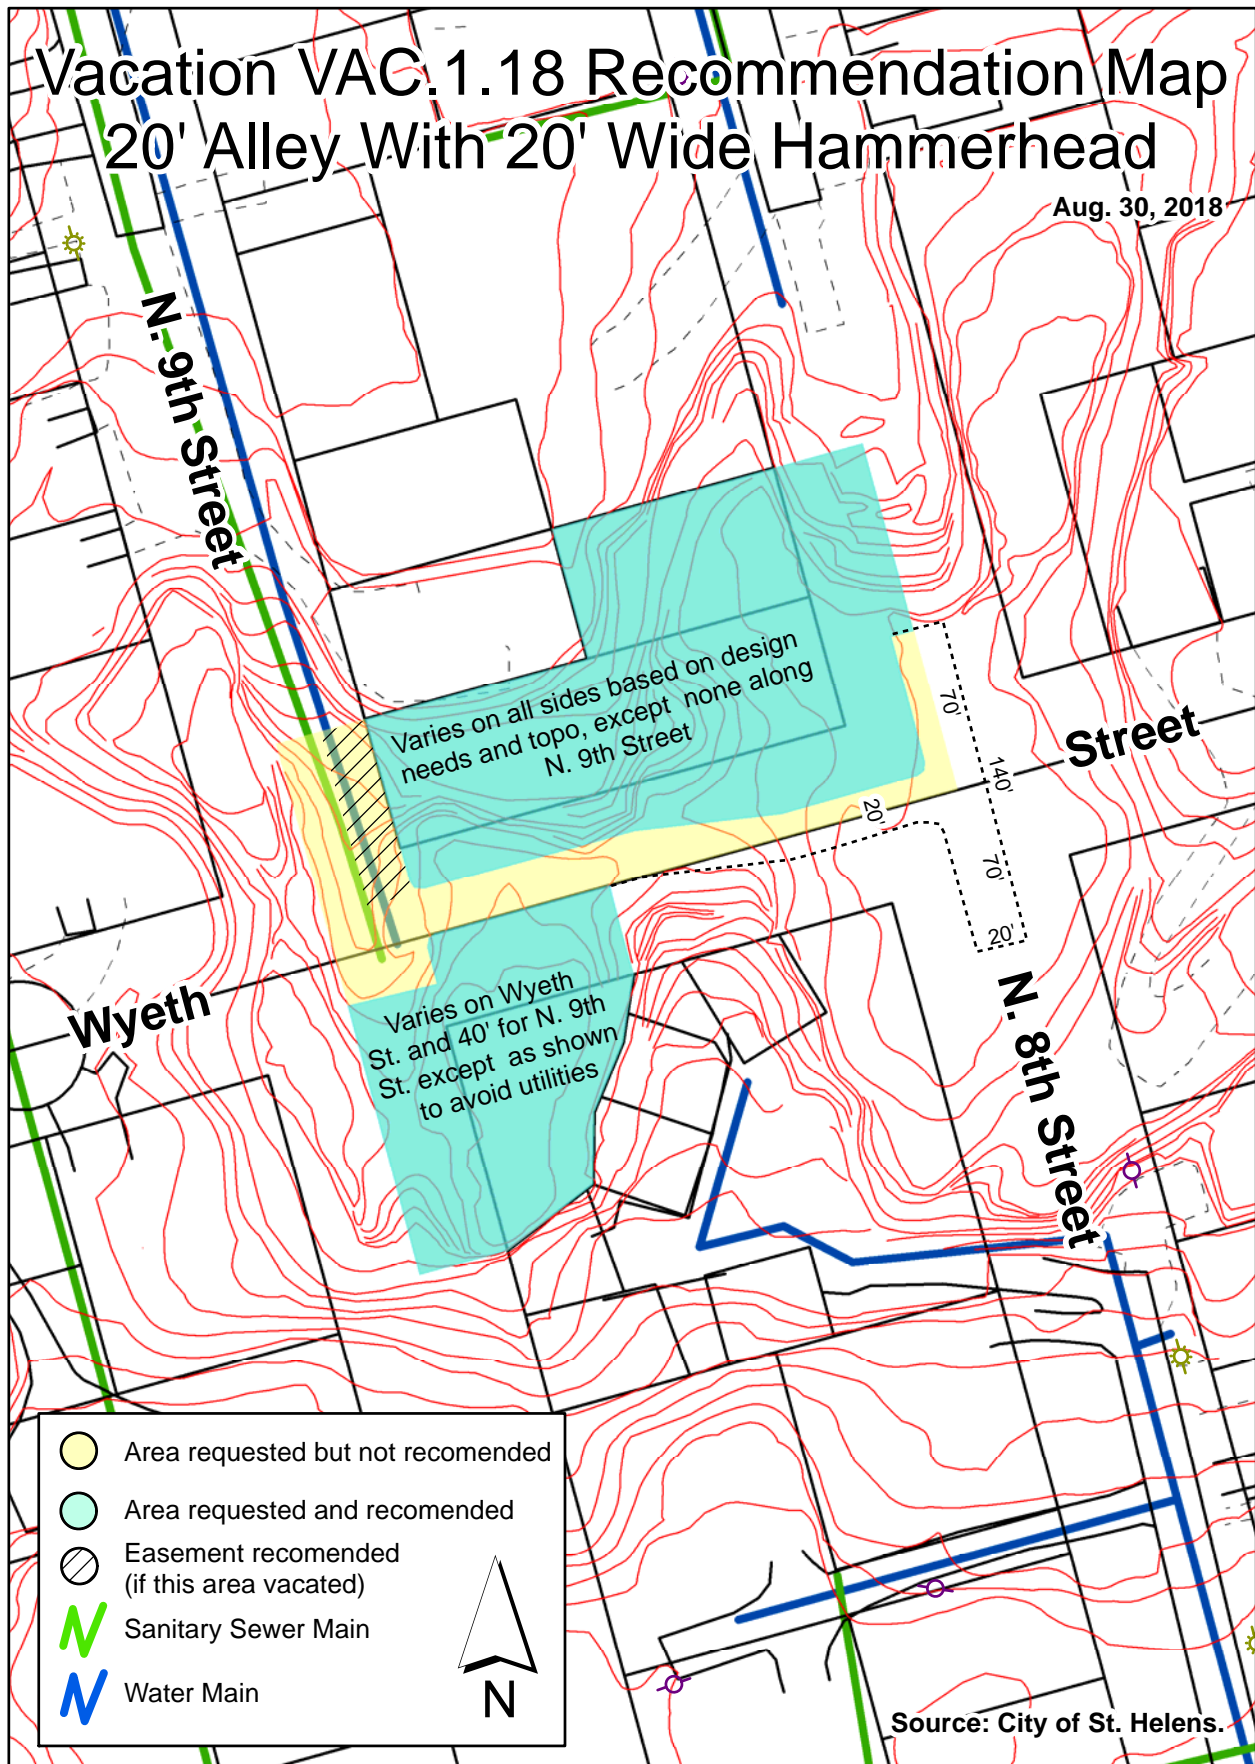 Vacation VAC.1.18 Recommendation Map
20' Alley With 20' Wide Hammerhead
Aug. 30, 2018
N. 9th Street
Varies on all sides based on design
needs and topo, except none along
N. 9th Street
70'
Street
140'
20'
70'
20'
Wyeth
Varies on Wyeth
St. and 40' for N. 9th
St. except as shown
to avoid utilities
N. 8th Street
Area requested but not recomended
Area requested and recomended
Easement recomended
(if this area vacated)
Sanitary Sewer Main
Water Main
N
Source: City of St. Helens.